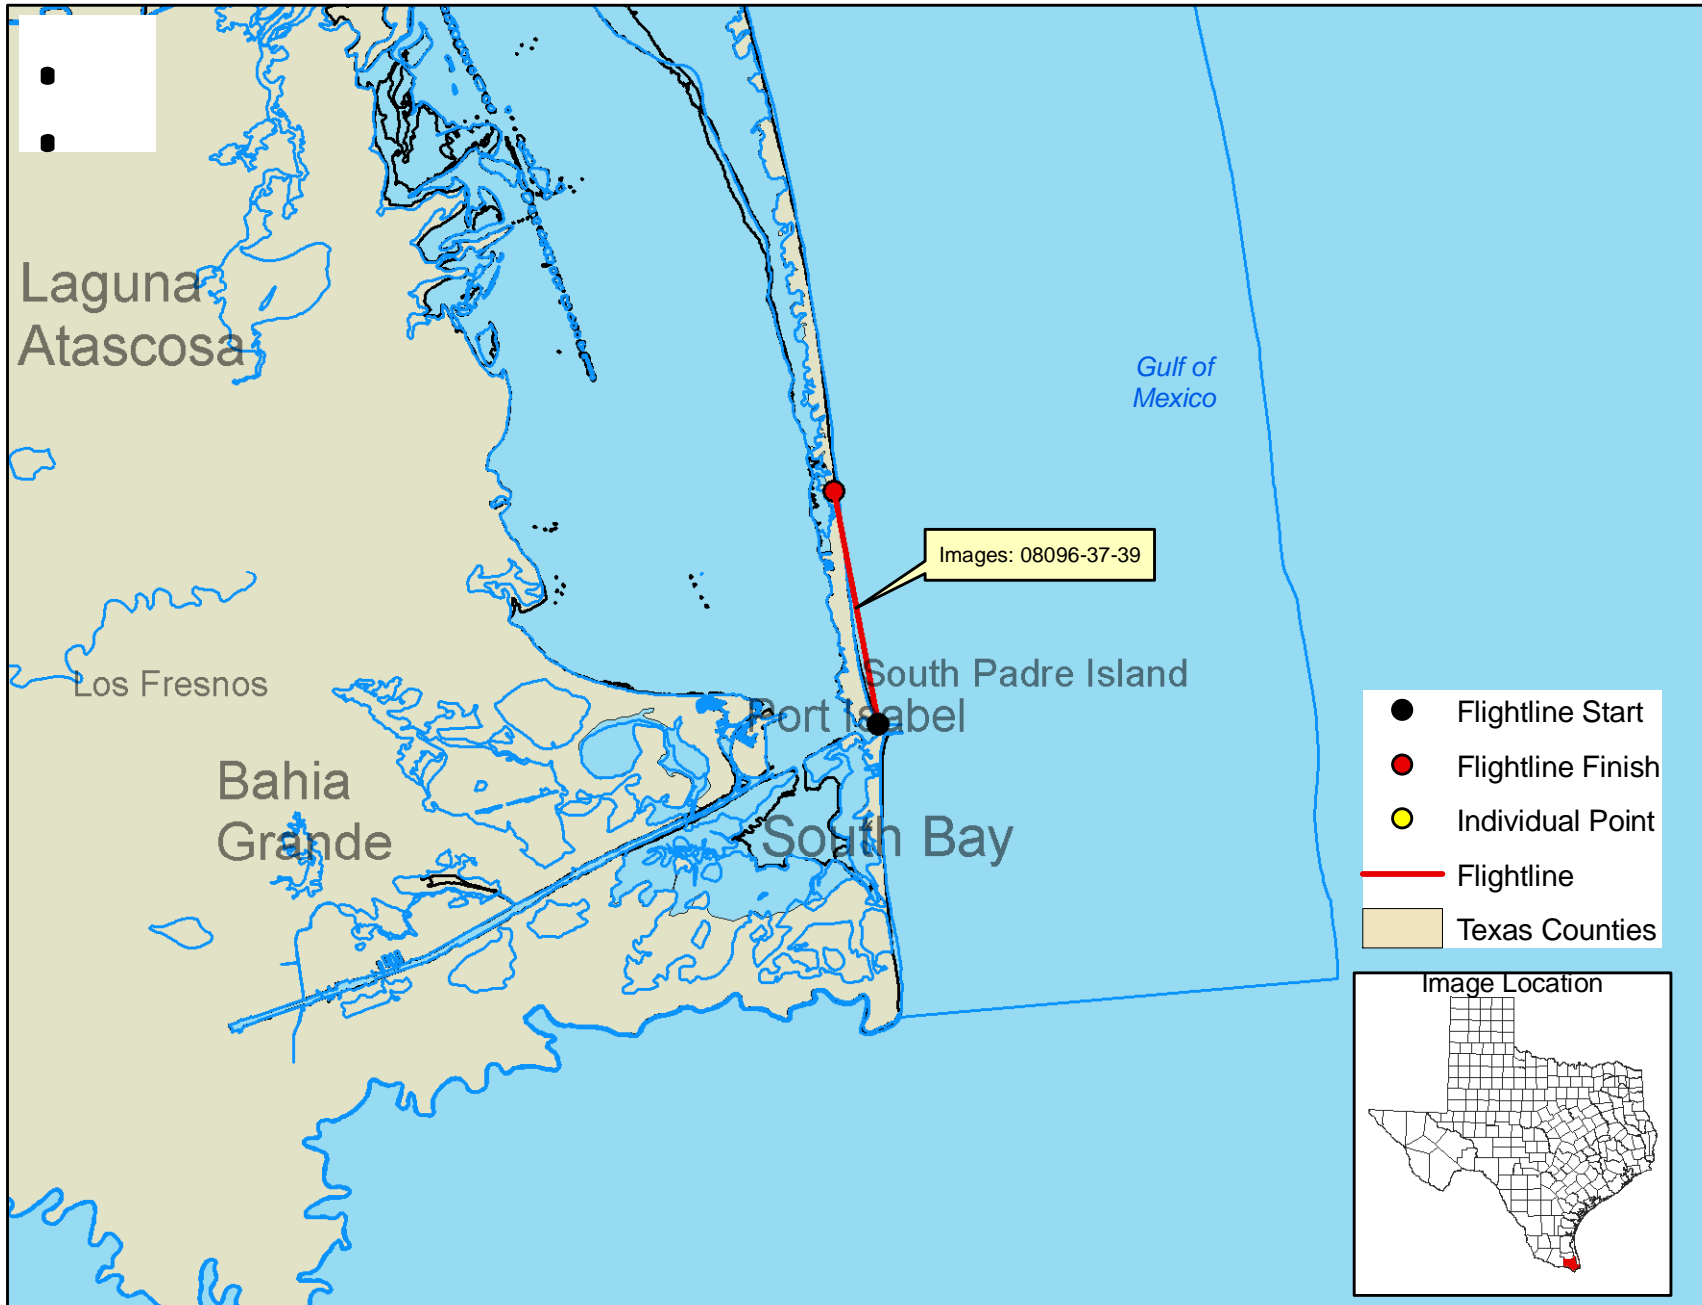 Laguna
Atascosa
Gulf of
Mexico
Images: 08096-37-39
Los Fresnos
South Padre Island
Port Isabel
Bahia
Grande
South Bay
Flightline Start
Flightline Finish
Individual Point
Flightline
Texas Counties
Image Location